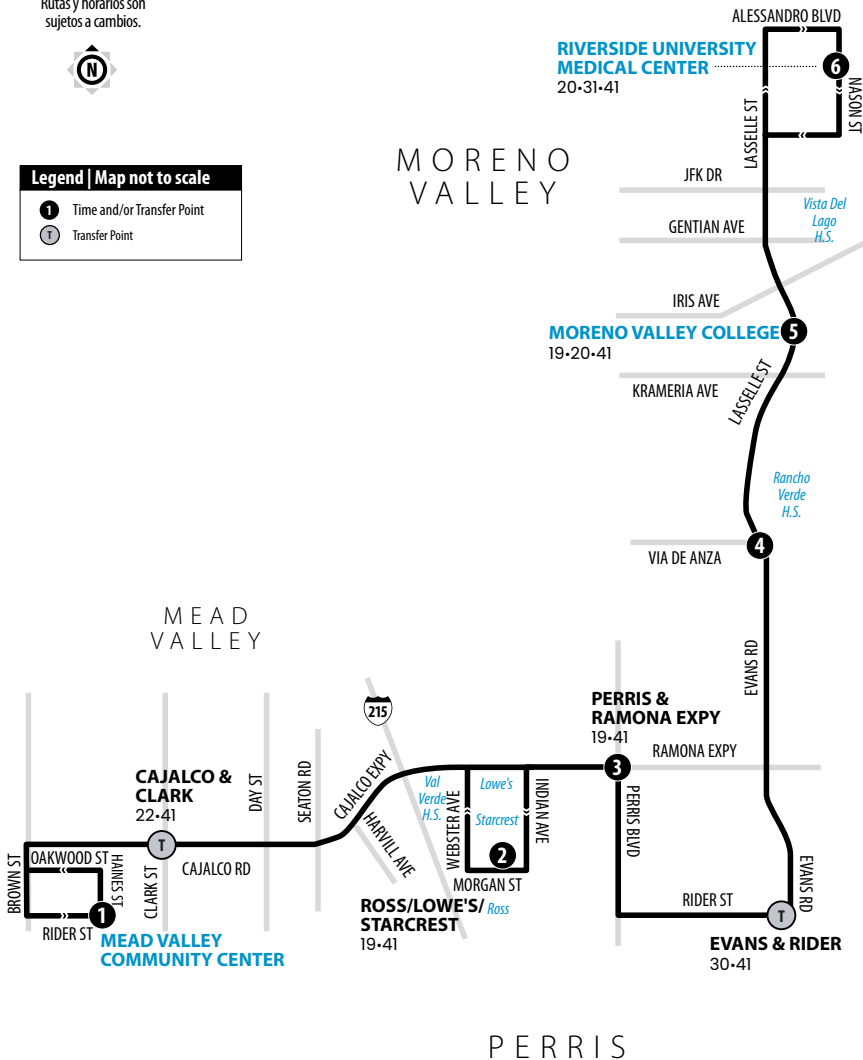 Rutas y horarios son
sujetos a cambios.
N
Legend | Map not to scale
1 Time and/or Transfer Point
T Transfer Point
ALESSANDRO BLVD
RIVERSIDE UNIVERSITY
MEDICAL CENTER
20•31•41
6
NASON ST
LASSELLE ST
MORENO
VALLEY
JFK DR
Vista Del
Lago
H.S.
GENTIAN AVE
IRIS AVE
MORENO VALLEY COLLEGE
19•20•41
5
KRAMERIA AVE
LASSELLE ST
Rancho
Verde
H.S.
4
VIA DE ANZA
MEAD
VALLEY
EVANS RD
215
PERRIS &
RAMONA EXPY
19•41
RAMONA EXPY
3
CAJALCO &
CLARK
22•41
DAY ST
SEATON RD
CAJALCO EXPY
HARVILL AVE
Val
Verde
H.S.
WEBSTER AVE
Lowe's
Starcrest
INDIAN AVE
PERRIS BLVD
2
MORGAN ST
T
CAJALCO RD
BROWN ST
OAKWOOD ST
HAINES ST
CLARK ST
1
RIDER ST
MEAD VALLEY
COMMUNITY CENTER
ROSS/LOWE'S/
STARCREST
19•41
Ross
RIDER ST
T
EVANS RD
EVANS & RIDER
30•41
PERRIS